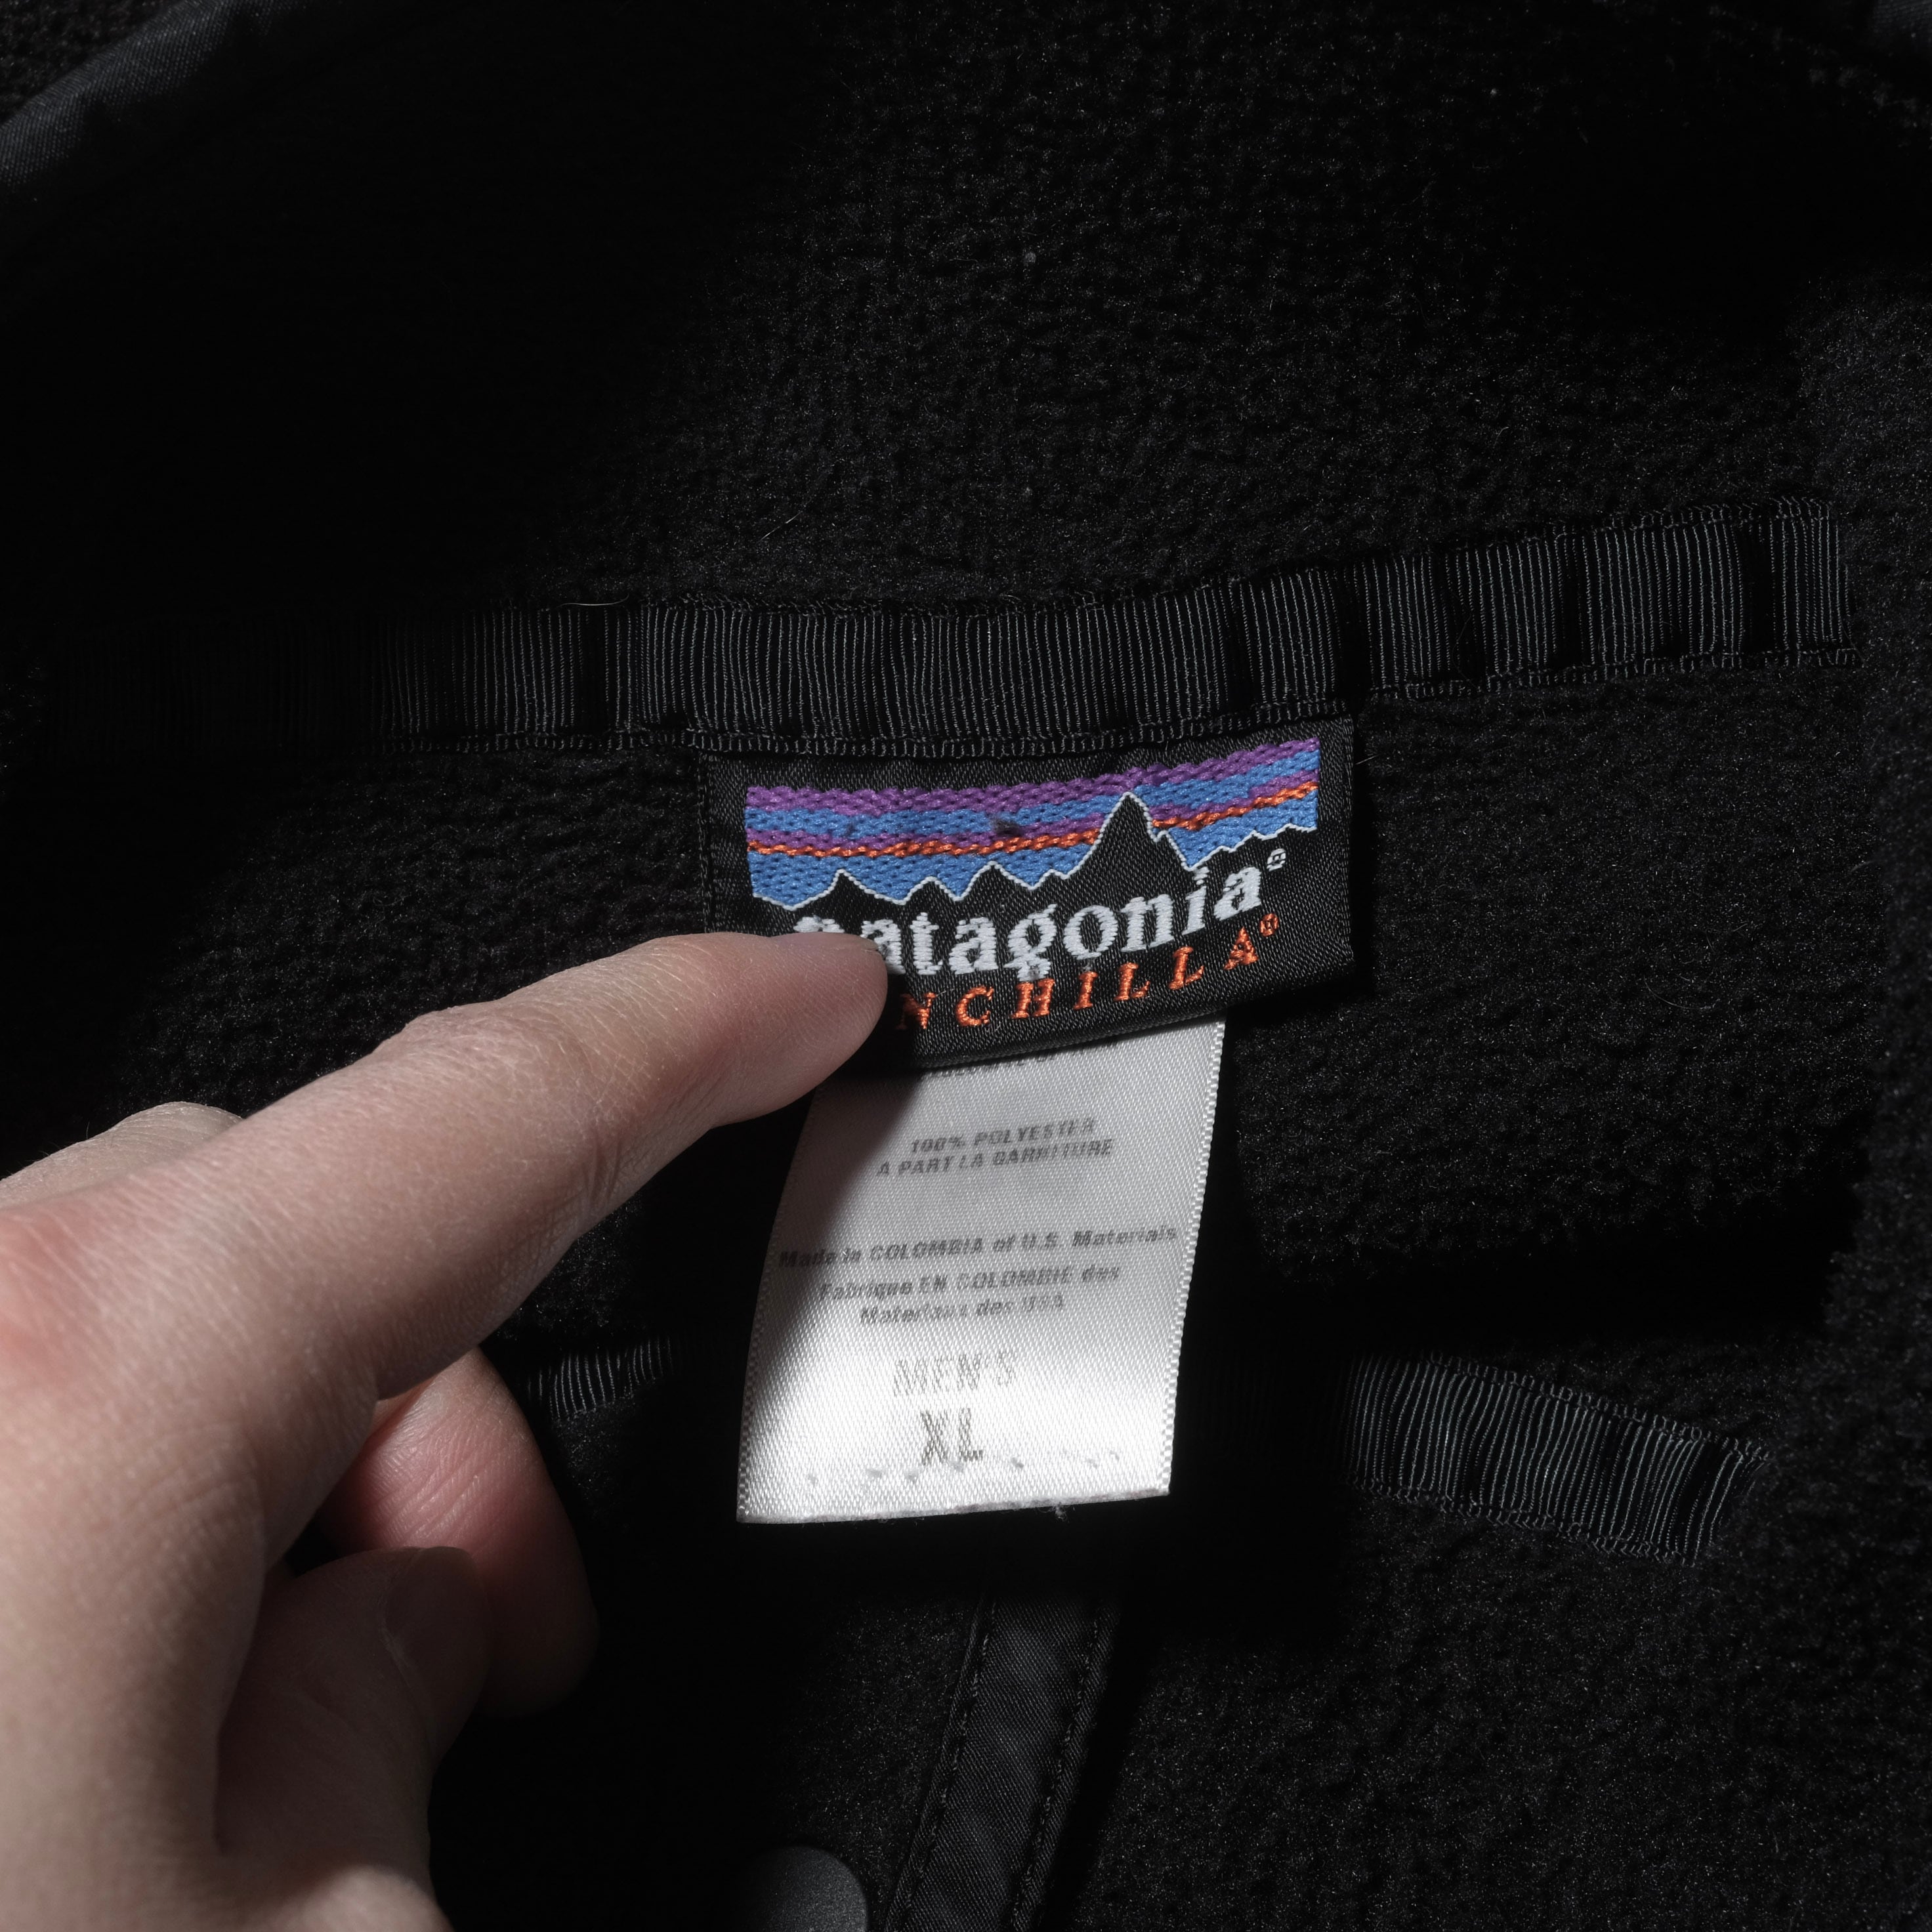 patagonia®
NCHILLA®
100% POLYESTER
A PART LA GARNITURE
Made in COLOMBIA of U.S. Materials
Fabrique EN COLOMBIE des
Materiaux des USA
MEN'S
XL